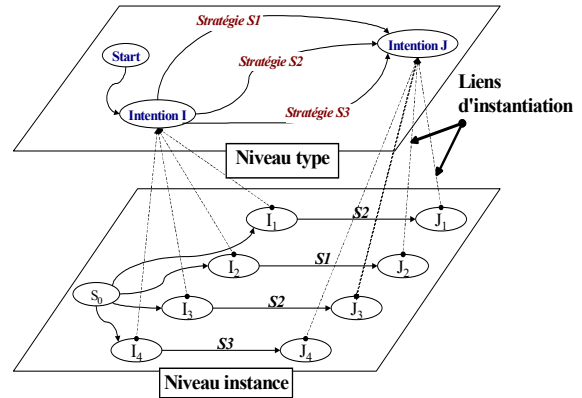 Stratégie S1
Intention J
Start
Stratégie S2
Liens
d'instantiation
Stratégie S3
Intention I
Niveau type
I1
S2
J1
I2
S1
J2
S0
I3
S2
J3
I4
S3
J4
Niveau instance